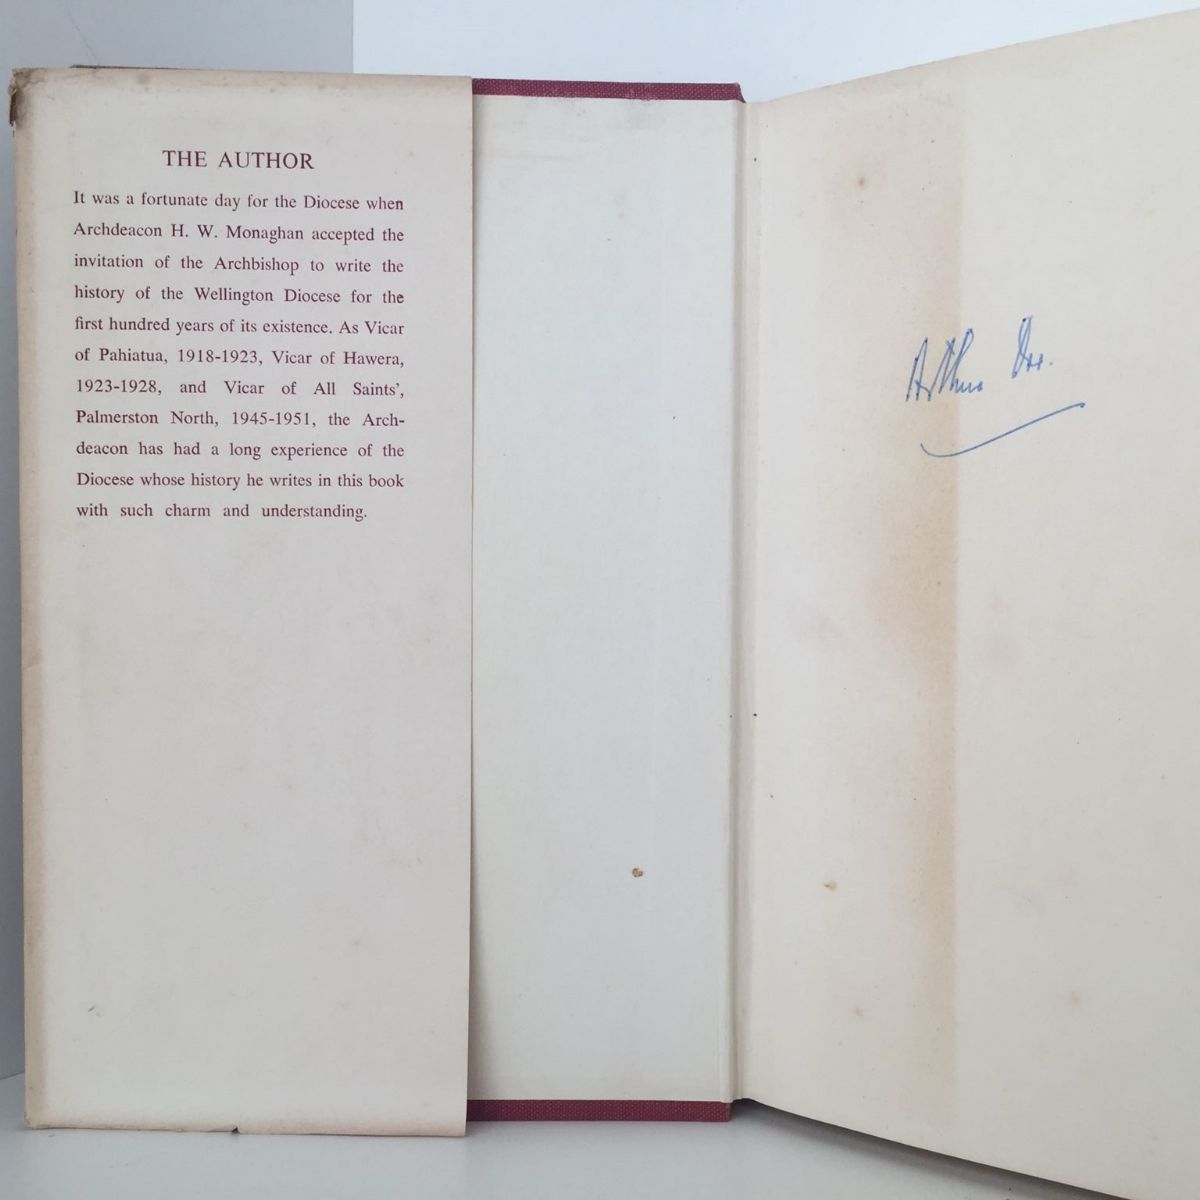 THE AUTHOR
It was a fortunate day for the Diocese when
Archdeacon H. W. Monaghan accepted the
invitation of the Archbishop to write the
history of the Wellington Diocese for the
first hundred years of its existence. As Vicar
of Pahiatua, 1918-1923, Vicar of Hawera,
1923-1928, and Vicar of All Saints',
Palmerston North, 1945-1951, the Arch-
deacon has had a long experience of the
Diocese whose history he writes in this book
with such charm and understanding.
Arthur